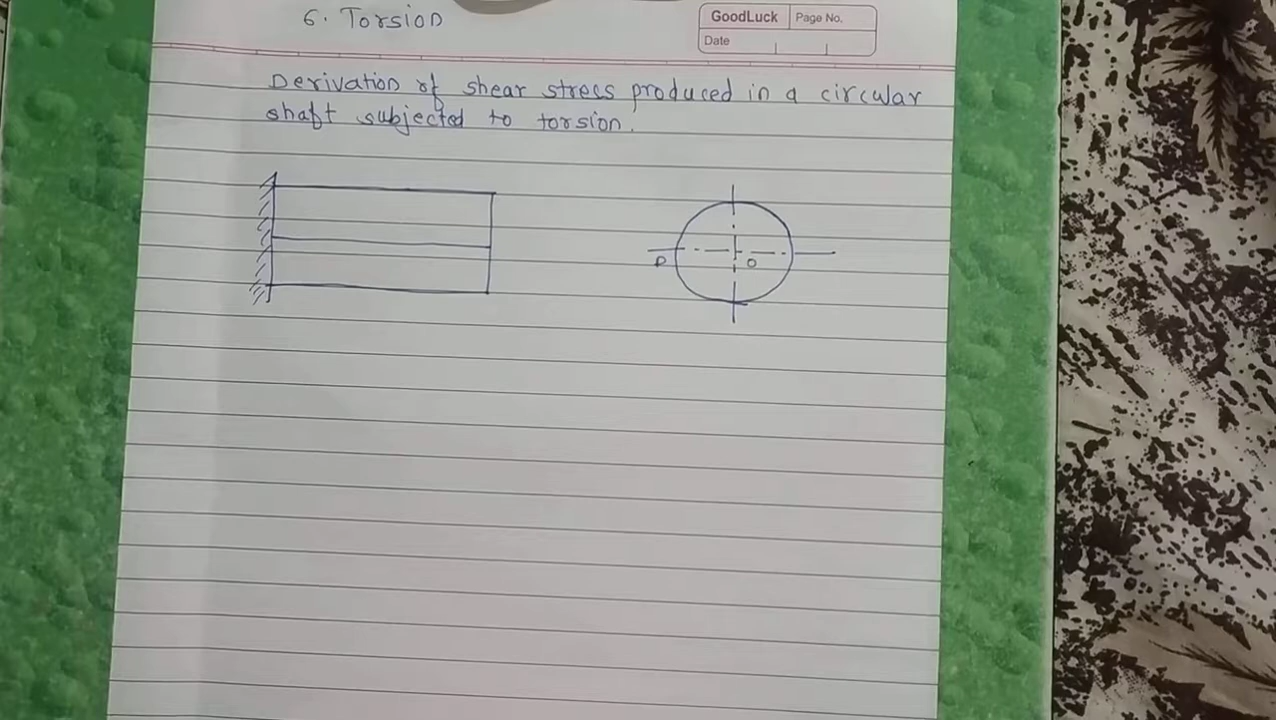 6. Torsion
GoodLuck Page No.
Date
Derivation of shear stress produced in a circular
shaft subjected to torsion.
D
O